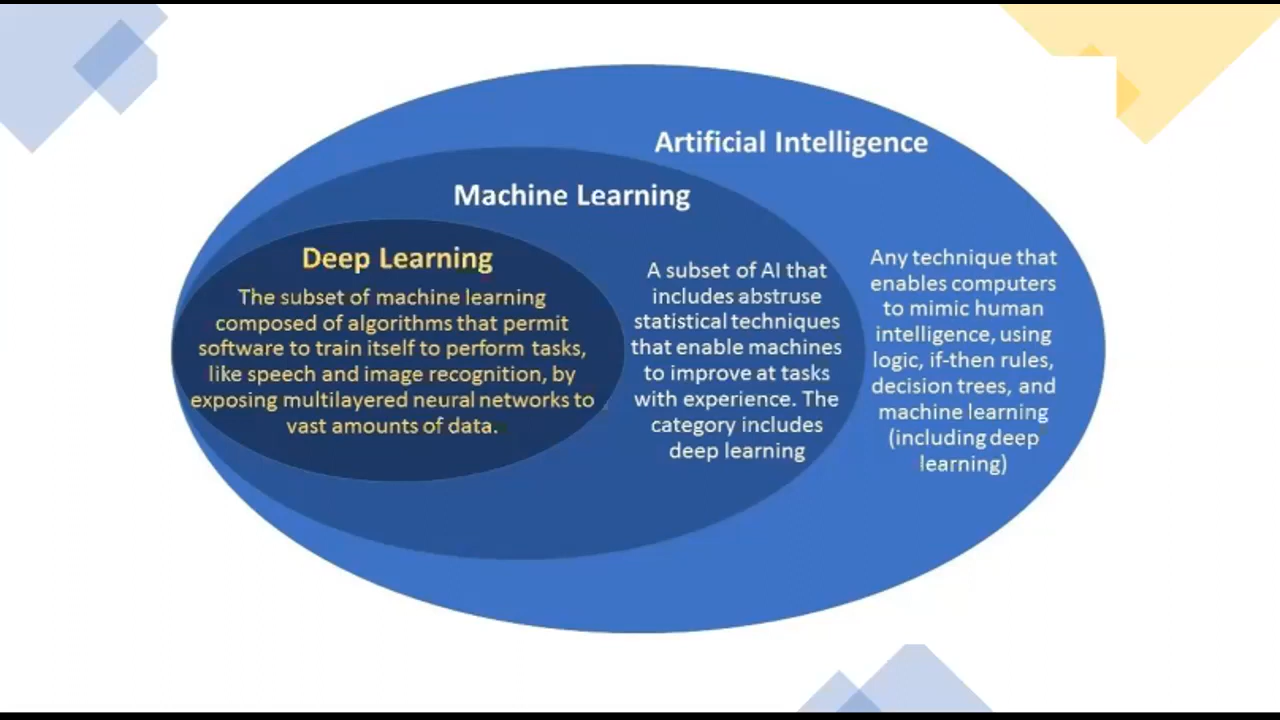 Artificial Intelligence
Machine Learning
Deep Learning
The subset of machine learning
composed of algorithms that permit
software to train itself to perform tasks,
like speech and image recognition, by
exposing multilayered neural networks to
vast amounts of data.
A subset of AI that
includes abstruse
statistical techniques
that enable machines
to improve at tasks
with experience. The
category includes
deep learning
Any technique that
enables computers
to mimic human
intelligence, using
logic, if-then rules,
decision trees, and
machine learning
(including deep
learning)